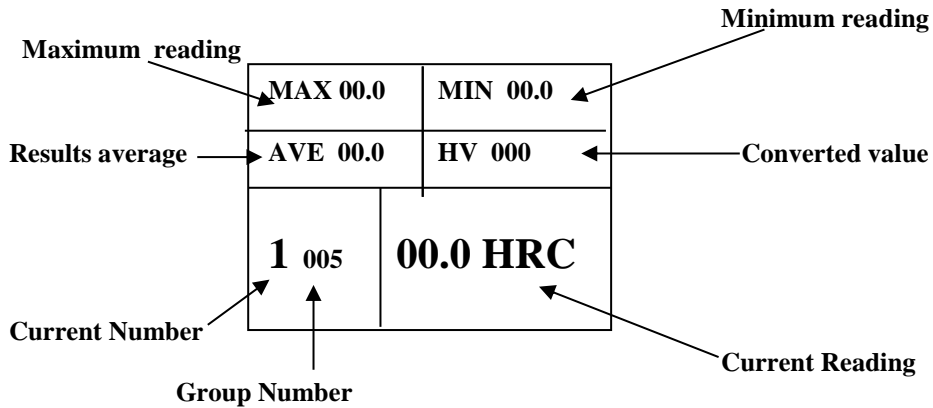 Minimum reading
Maximum reading
MAX 00.0
MIN 00.0
Results average
AVE 00.0
HV 000
Converted value
1 005
00.0 HRC
Current Number
Current Reading
Group Number